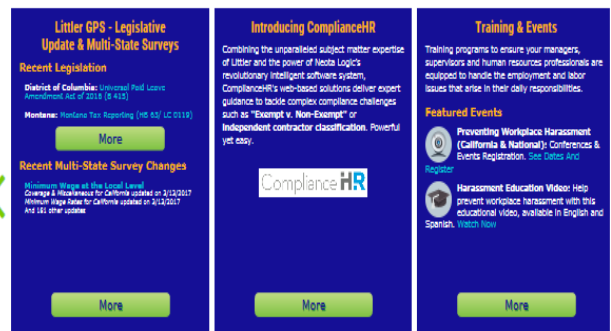 Littler GPS - Legislative
Update & Multi-State Surveys
Recent Legislation
District of Columbia: Universal Paid Leave
Amendment Act of 2016 (B 415)
Montana: Montana Tax Reporting (HB 63/ LC 0119)
More
Recent Multi-State Survey Changes
Minimum Wage at the Local Level
Coverage & Miscellaneous for California updated on 2/13/2017
Minimum Wage Rates for California updated on 2/13/2017
And 181 other updates
More
Introducing ComplianceHR
Combining the unparalleled subject matter expertise
of Littler and the power of Neota Logic's
revolutionary intelligent software system,
ComplianceHR's web-based solutions deliver expert
guidance to tackle complex compliance challenges
such as "Exempt v. Non-Exempt" or
Independent contractor classification. Powerful
yet easy.
Compliance HR
More
Training & Events
Training programs to ensure your managers,
supervisors and human resources professionals are
equipped to handle the employment and labor
issues that arise in their daily responsibilities.
Featured Events
Preventing Workplace Harassment
(California & National): Conferences &
Events Registration. See Dates And
Register
Harassment Education Video: Help
prevent workplace harassment with this
educational video, available in English and
Spanish. Watch Now
More